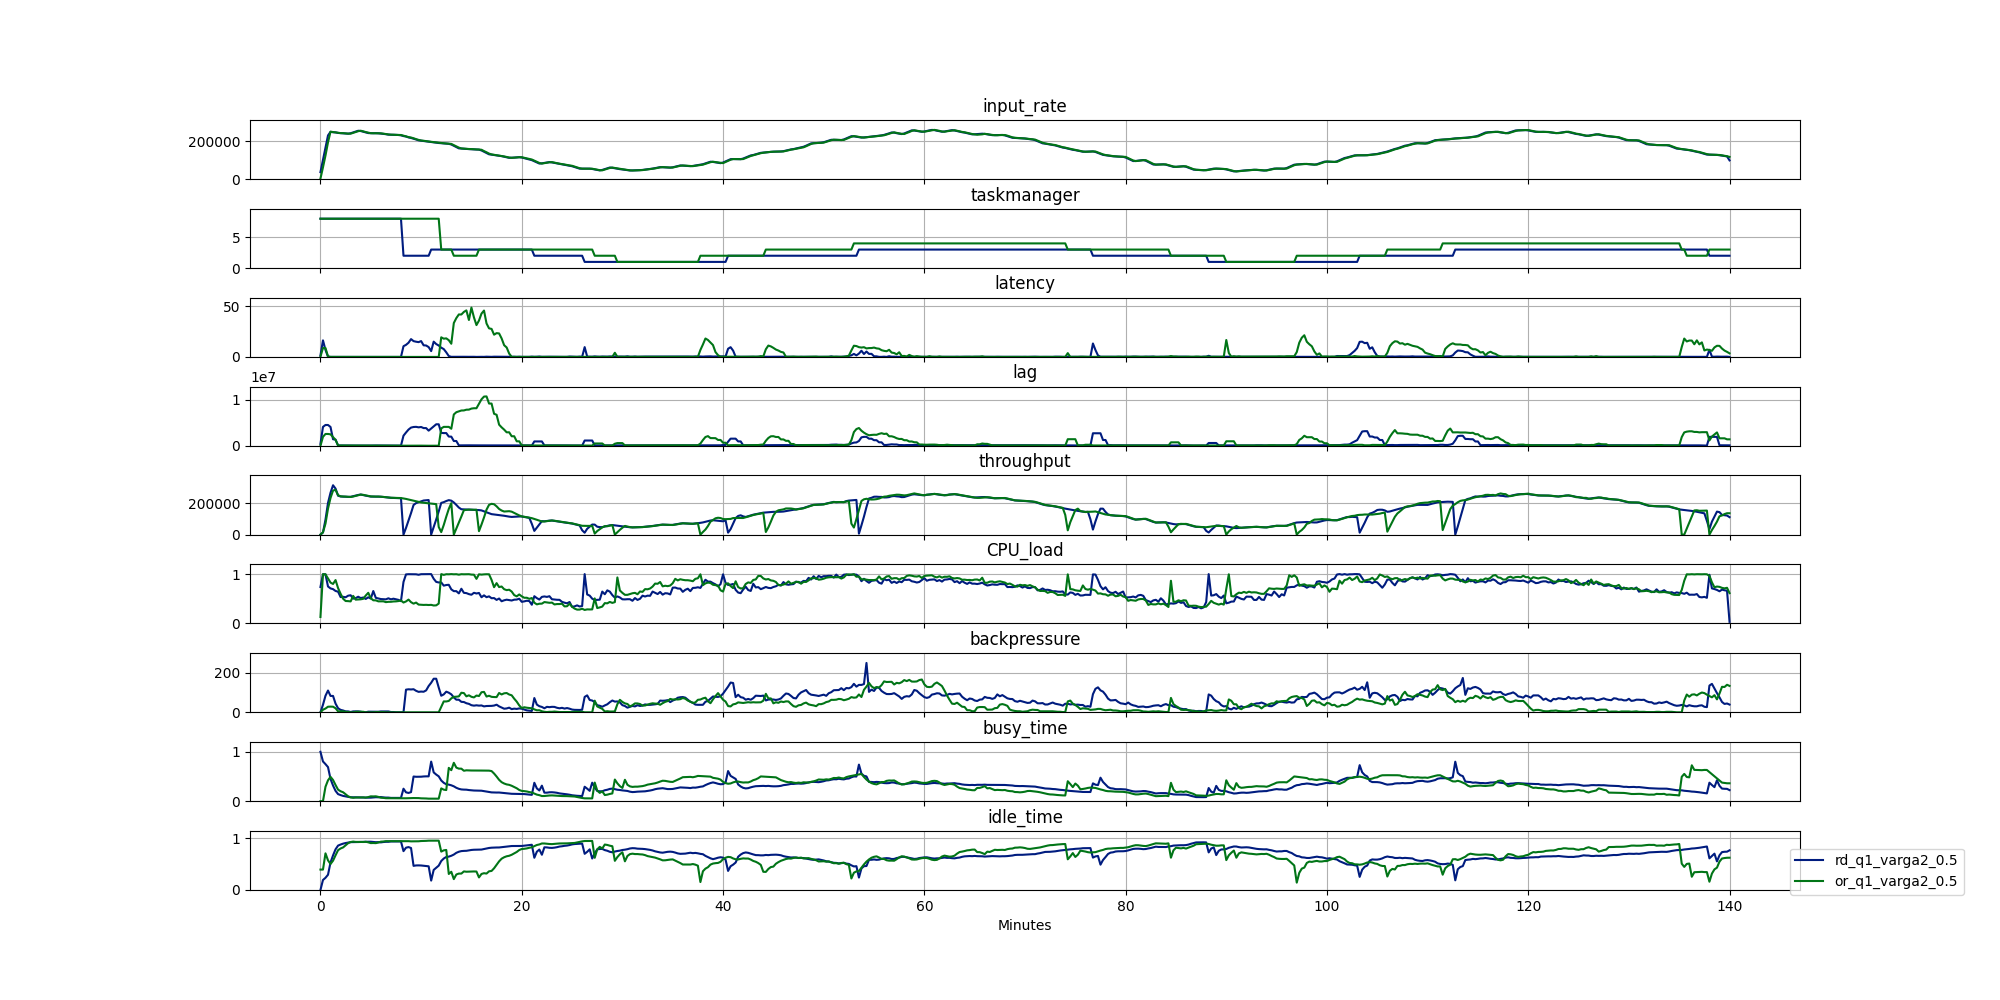 input_rate
200000
0
taskmanager
5
0
latency
50
0
1e7
lag
1
0
throughput
200000
0
CPU_load
1
0
backpressure
200
0
busy_time
1
0
idle_time
1
0
0 20 40 60 80 100 120 140
Minutes
rd_q1_varga2_0.5
or_q1_varga2_0.5